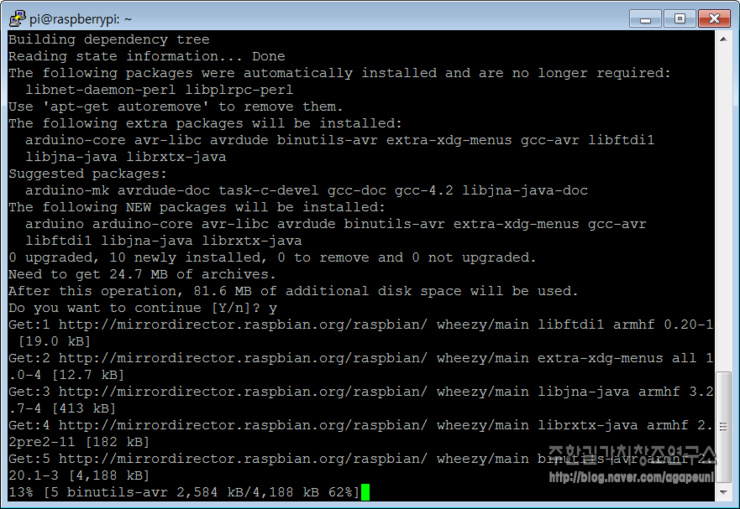 pi@raspberrypi: ~
Building dependency tree
Reading state information... Done
The following packages were automatically installed and are no longer required:
  libnet-daemon-perl libplrpc-perl
Use 'apt-get autoremove' to remove them.
The following extra packages will be installed:
  arduino-core avr-libc avrdude binutils-avr extra-xdg-menus gcc-avr libftdi1
  libjna-java librxtx-java
Suggested packages:
  arduino-mk avrdude-doc task-c-devel gcc-doc gcc-4.2 libjna-java-doc
The following NEW packages will be installed:
  arduino arduino-core avr-libc avrdude binutils-avr extra-xdg-menus gcc-avr
  libftdi1 libjna-java librxtx-java
0 upgraded, 10 newly installed, 0 to remove and 0 not upgraded.
Need to get 24.7 MB of archives.
After this operation, 81.6 MB of additional disk space will be used.
Do you want to continue [Y/n]? y
Get:1 http://mirrordirector.raspbian.org/raspbian/ wheezy/main libftdi1 armhf 0.20-1
 [19.0 kB]
Get:2 http://mirrordirector.raspbian.org/raspbian/ wheezy/main extra-xdg-menus all 1
.0-4 [12.7 kB]
Get:3 http://mirrordirector.raspbian.org/raspbian/ wheezy/main libjna-java armhf 3.2
.7-4 [413 kB]
Get:4 http://mirrordirector.raspbian.org/raspbian/ wheezy/main librxtx-java armhf 2.
2pre2-11 [182 kB]
Get:5 http://mirrordirector.raspbian.org/raspbian/ wheezy/main binutils-avr armhf 2.
20.1-3 [4,188 kB]
13% [5 binutils-avr 2,584 kB/4,188 kB 62%]
주한길가치창조연구소
http://blog.naver.com/agapeuni